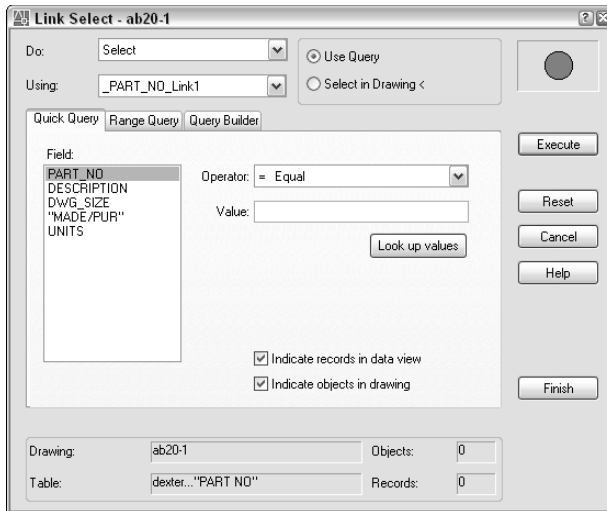 Link Select - ab20-1
Do: Select
Using: _PART_NO_Link1
Use Query
Select in Drawing <
Quick Query Range Query Query Builder
Field:
PART_NO
DESCRIPTION
DWG_SIZE
"MADE/PUR"
UNITS
Operator: = Equal
Value:
Look up values
Indicate records in data view
Indicate objects in drawing
Execute
Reset
Cancel
Help
Finish
Drawing: ab20-1 Objects: 0
Table: dexter..."PART NO" Records: 0